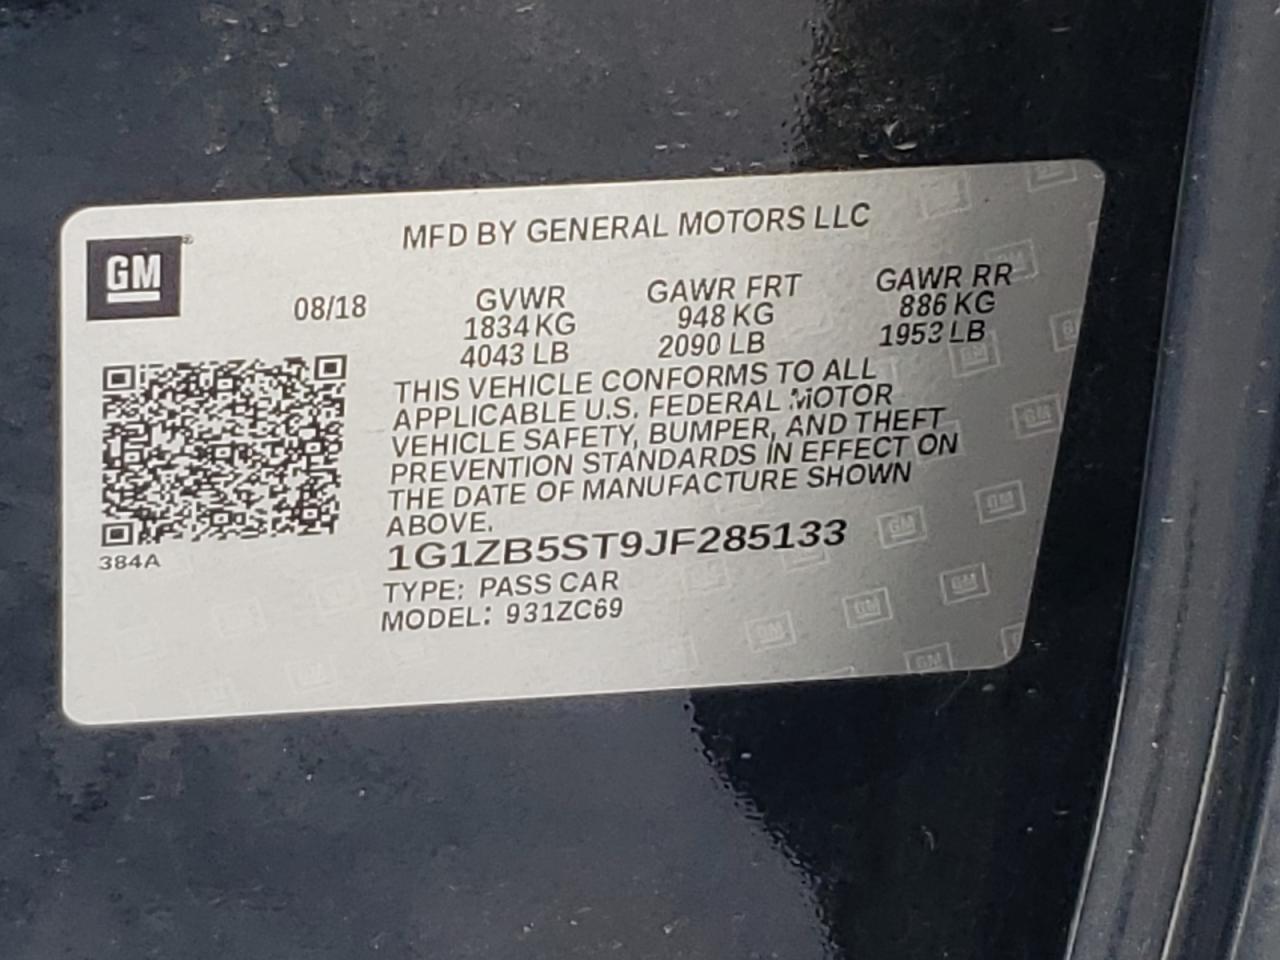 MFD BY GENERAL MOTORS LLC
GM
08/18
GVWR GAWR FRT GAWR RR
1834 KG 948 KG 886 KG
4043 LB 2090 LB 1953 LB
THIS VEHICLE CONFORMS TO ALL
APPLICABLE U.S. FEDERAL MOTOR
VEHICLE SAFETY, BUMPER, AND THEFT
PREVENTION STANDARDS IN EFFECT ON
THE DATE OF MANUFACTURE SHOWN
ABOVE.
384A
1G1ZB5ST9JF285133
TYPE: PASS CAR
MODEL: 931ZC69